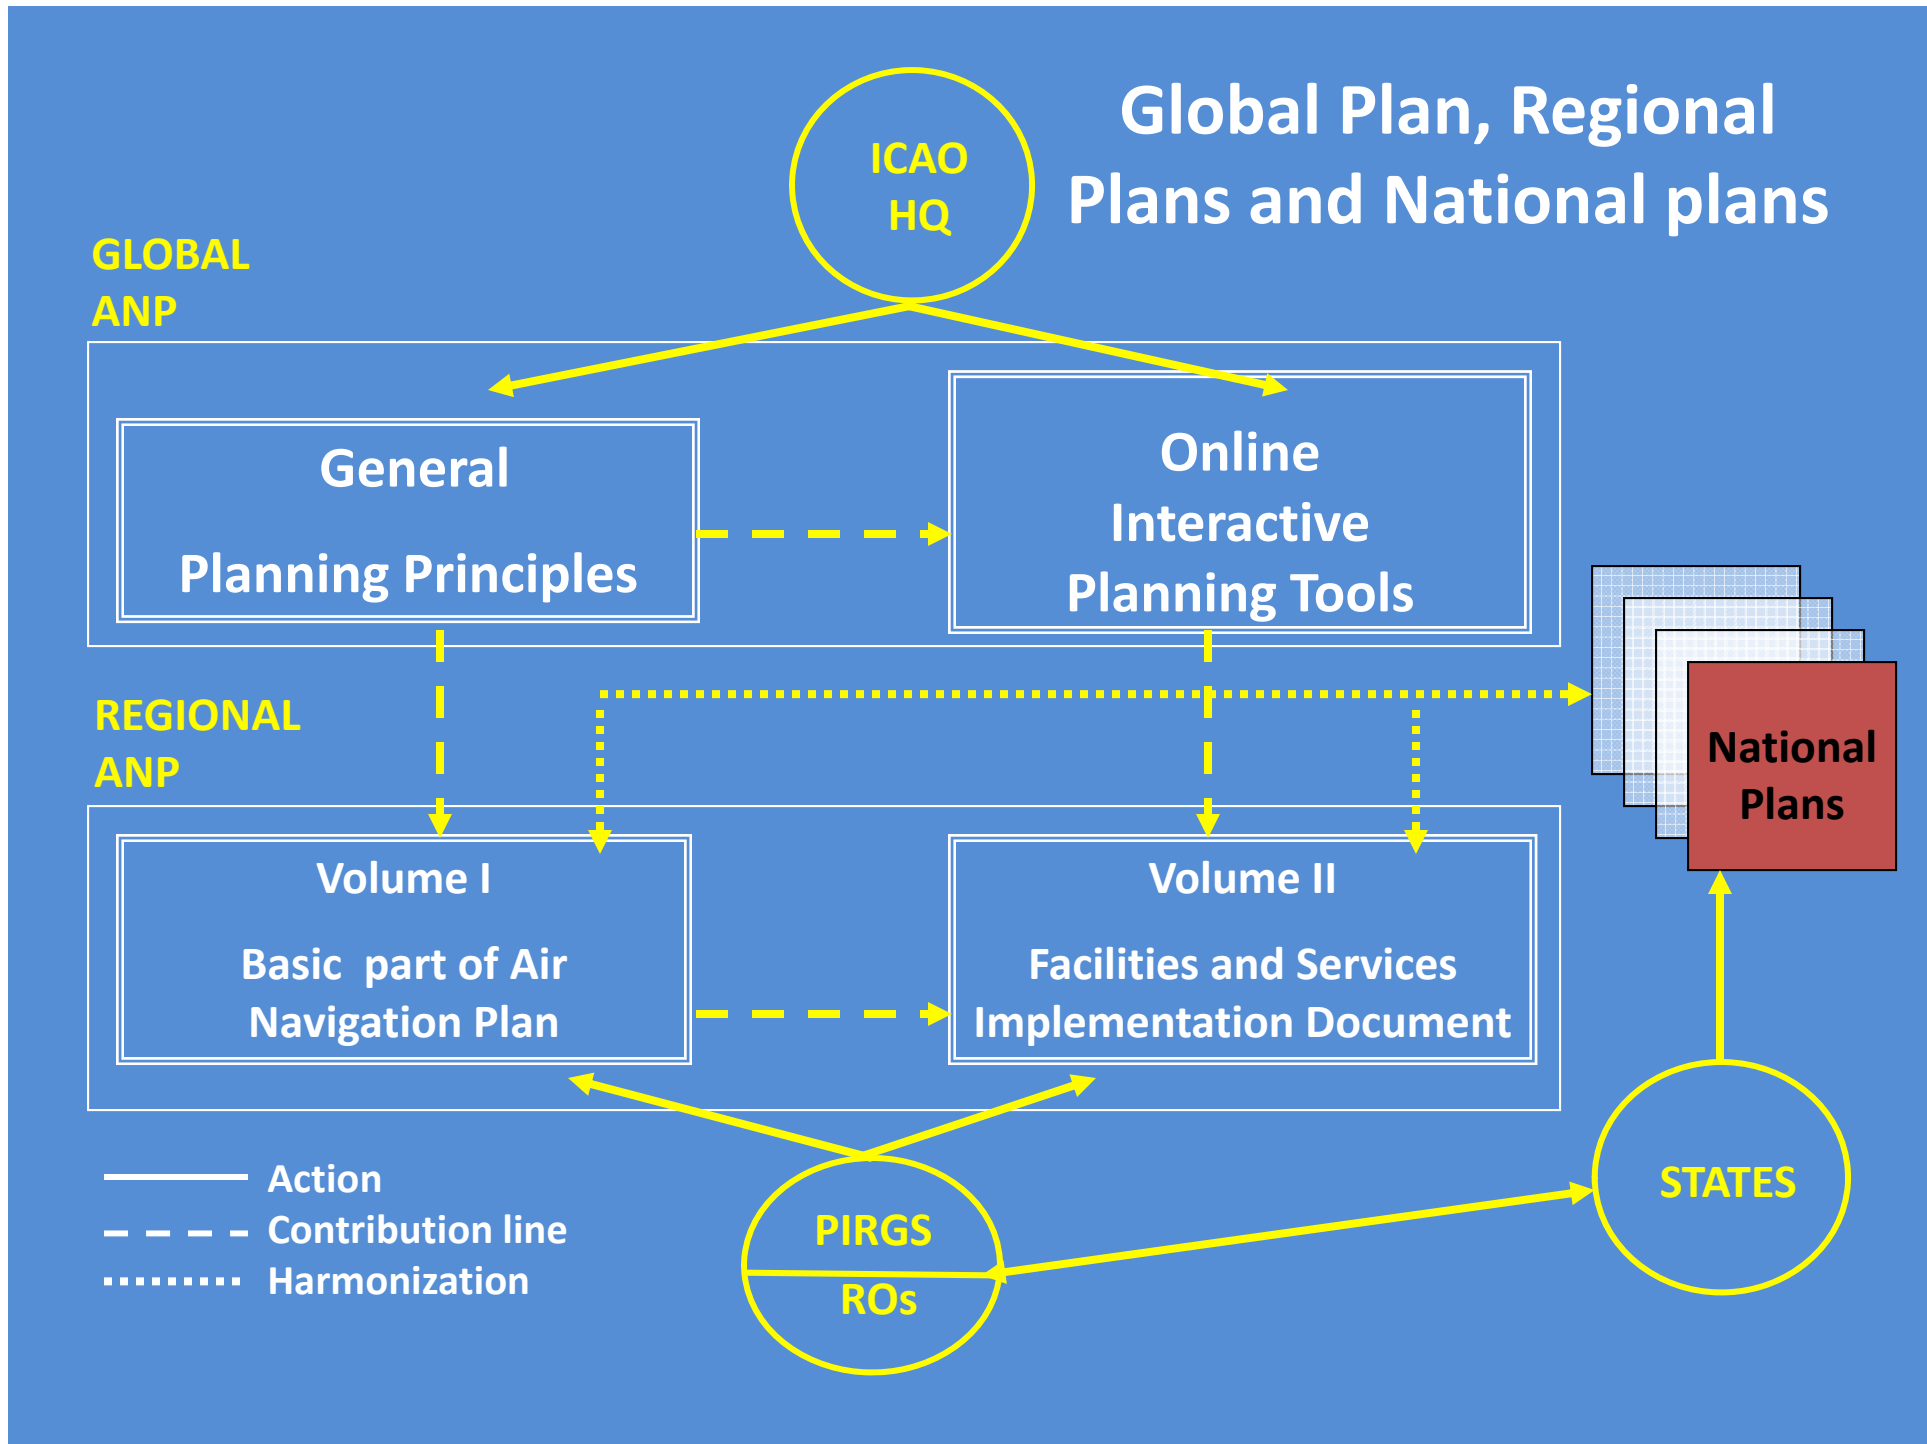 Global Plan, Regional
Plans and National plans
ICAO
HQ
GLOBAL
ANP
General
Planning Principles
Online
Interactive
Planning Tools
REGIONAL
ANP
National
Plans
Volume I
Basic  part of Air
Navigation Plan
Volume II
Facilities and Services
Implementation Document
Action
Contribution line
Harmonization
PIRGS
ROs
STATES